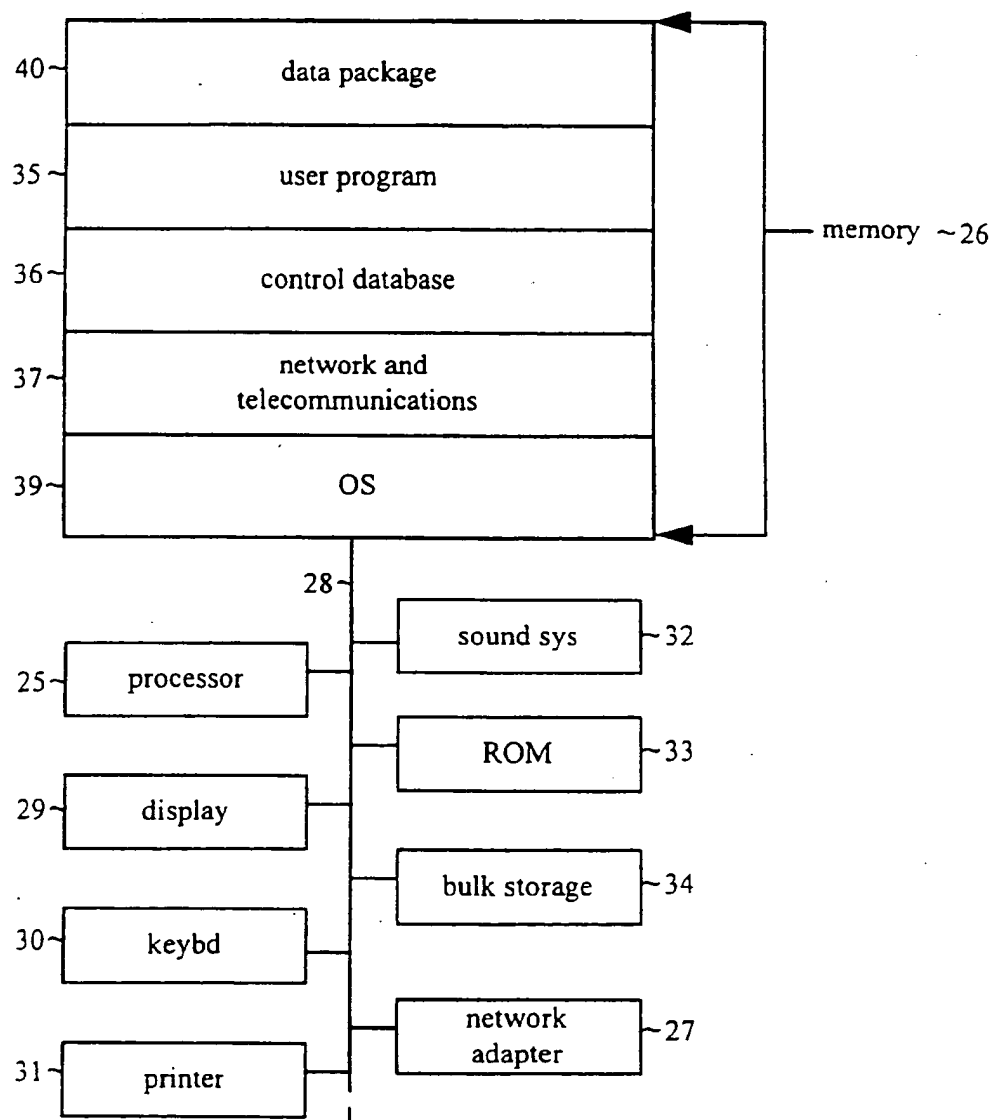 40~ data package
35~ user program
memory ~26
36~ control database
37~ network and
telecommunications
39~ OS
28~
sound sys ~32
25~ processor
ROM ~33
29~ display
bulk storage ~34
30~ keybd
network
adapter ~27
31~ printer